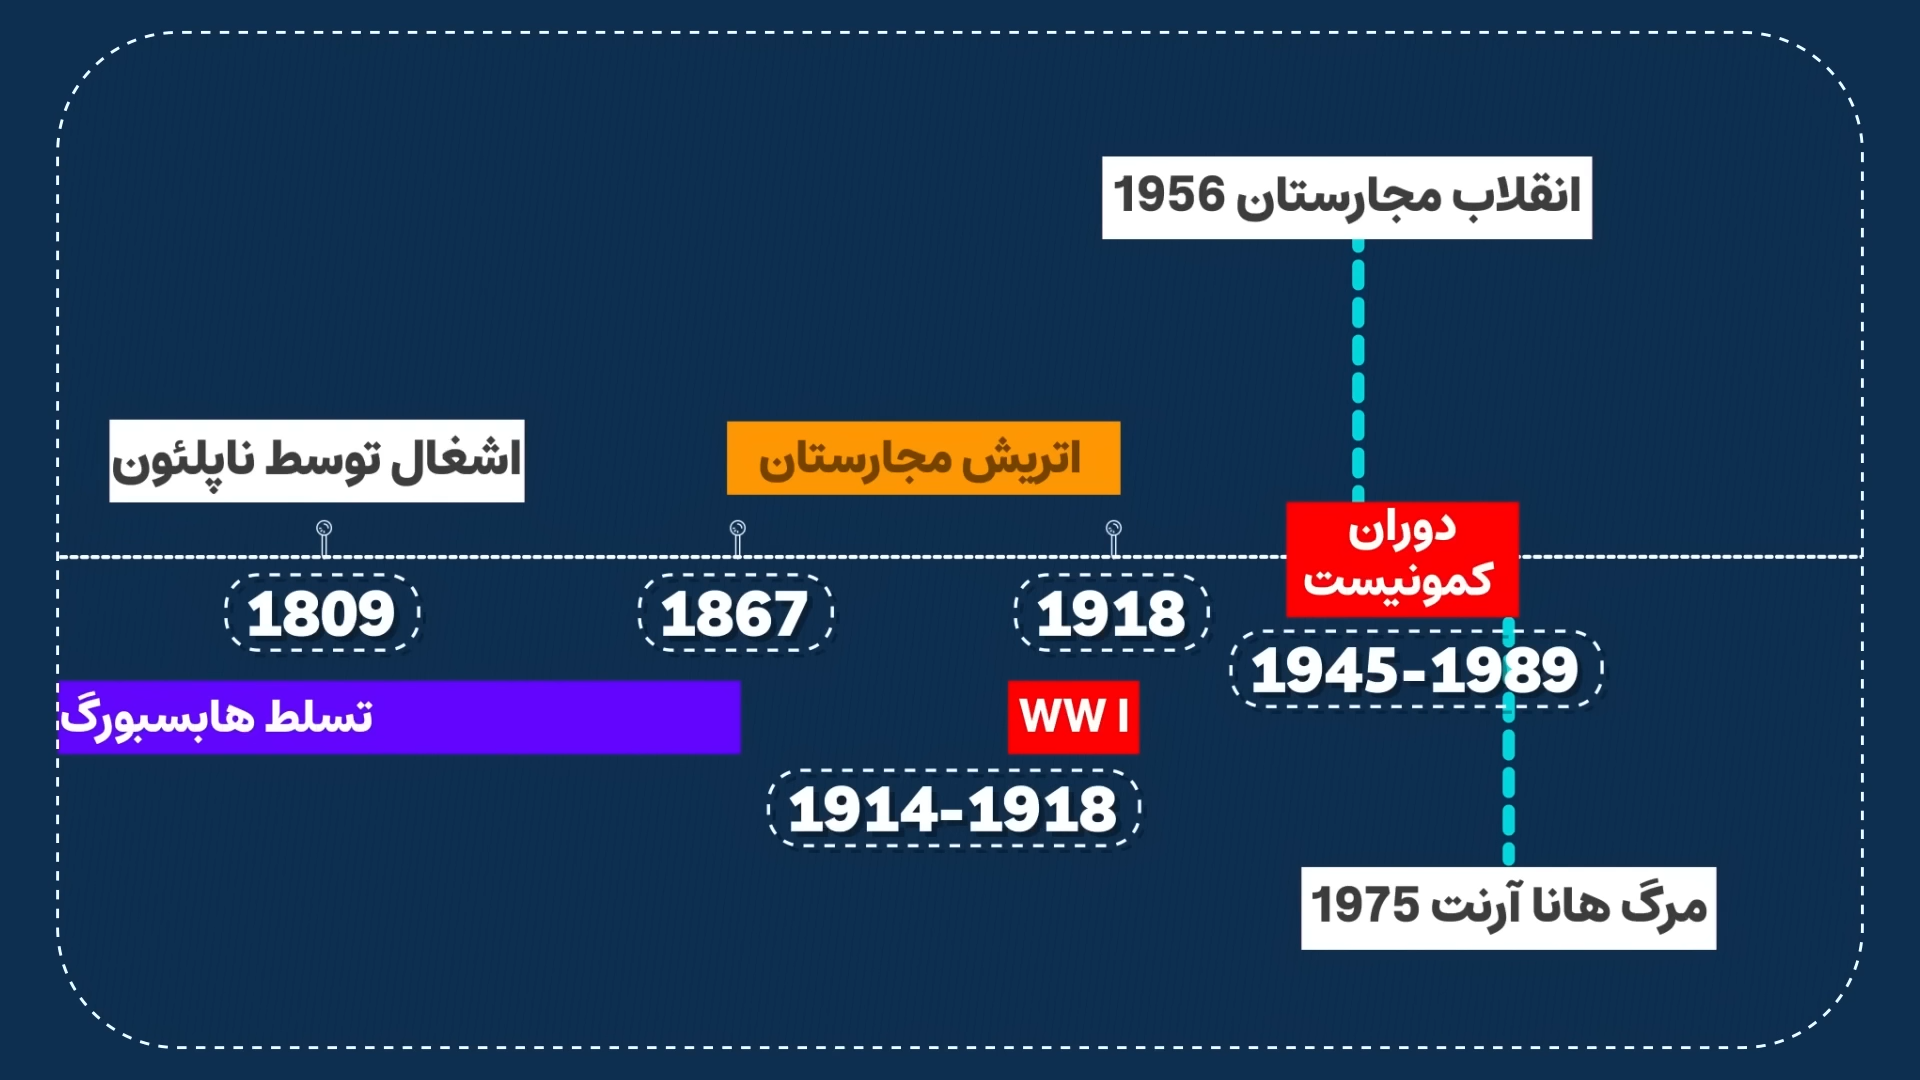 انقلاب مجارستان 1956
اشغال توسط ناپلئون
اتریش مجارستان
دوران
کمونیست
1809
1867
1918
1945-1989
تسلط هابسبورگ
WW I
1914-1918
مرگ هانا آرنت 1975